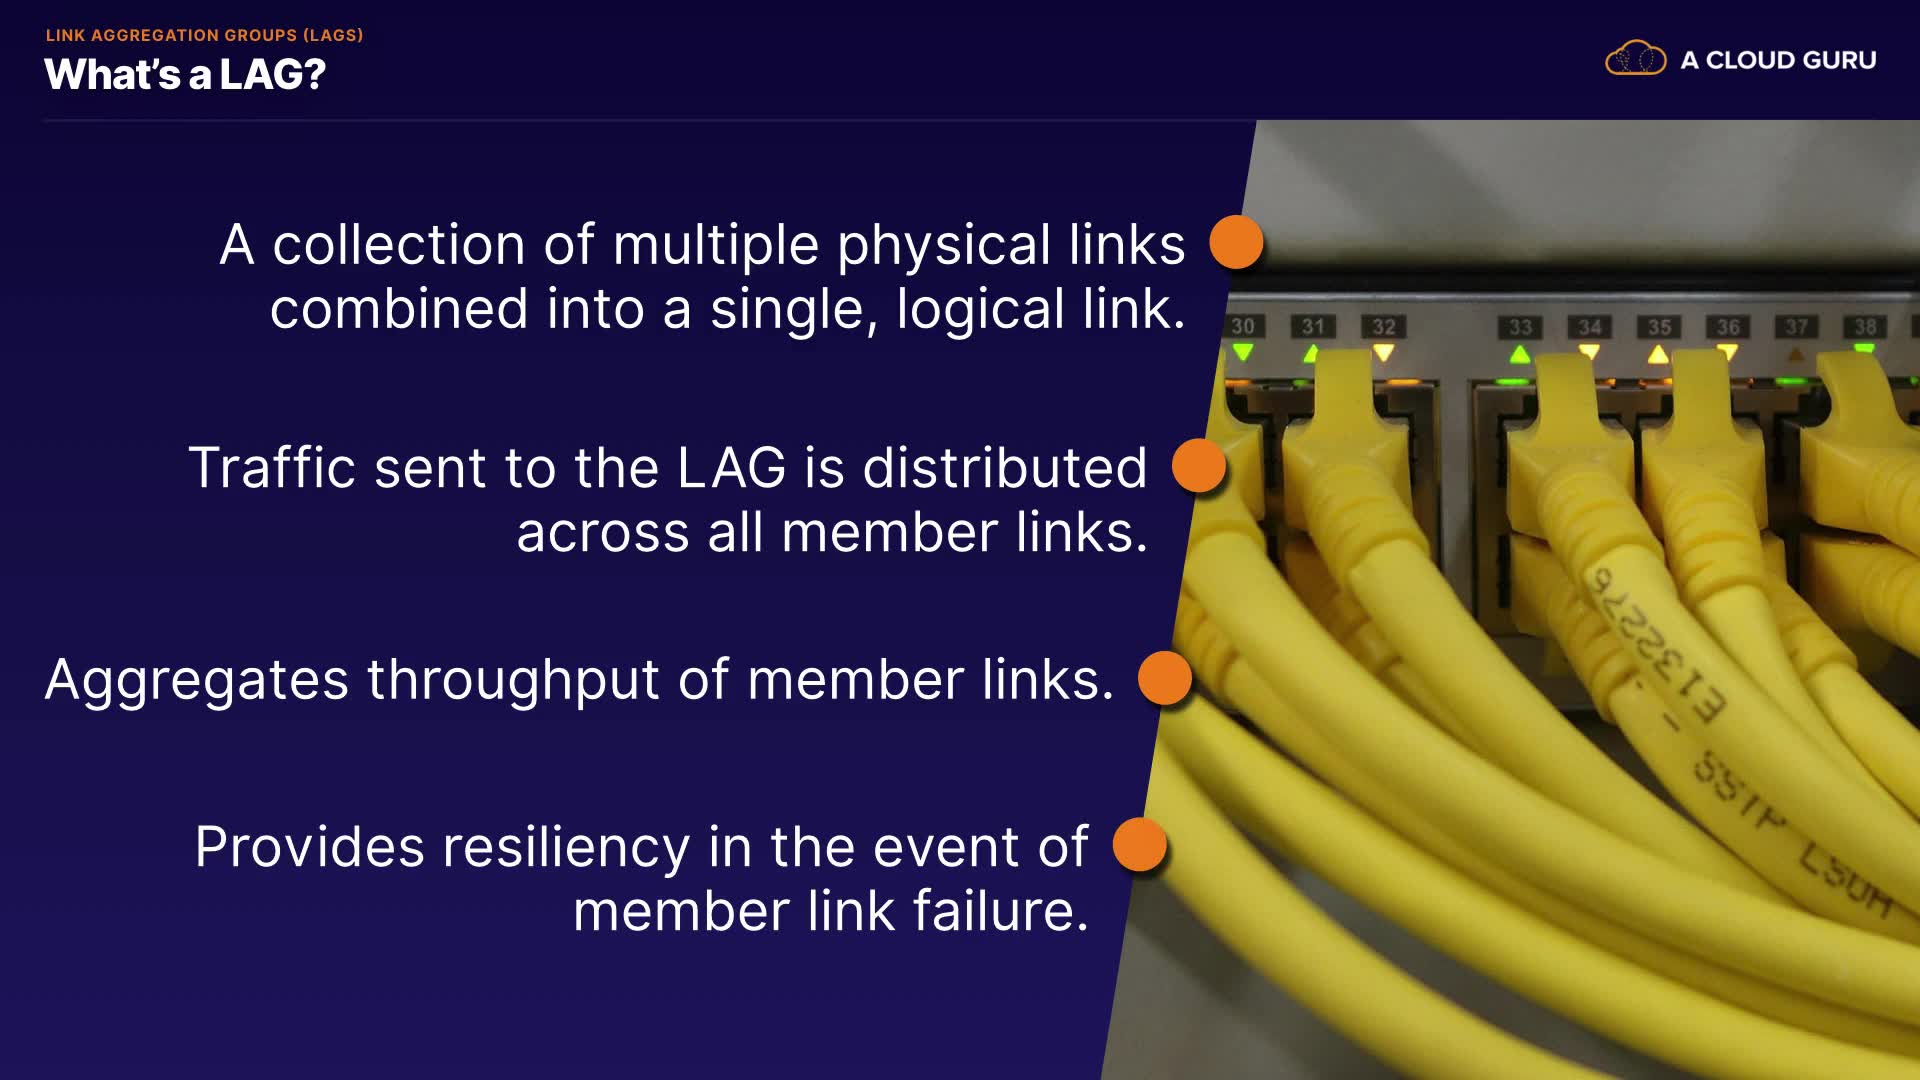 LINK AGGREGATION GROUPS (LAGS)
What's a LAG?
A CLOUD GURU
A collection of multiple physical links
combined into a single, logical link.
Traffic sent to the LAG is distributed
across all member links.
Aggregates throughput of member links.
Provides resiliency in the event of
member link failure.
30 31 32 33 34 35 36 37 38
E132276
- SSTP LSOH